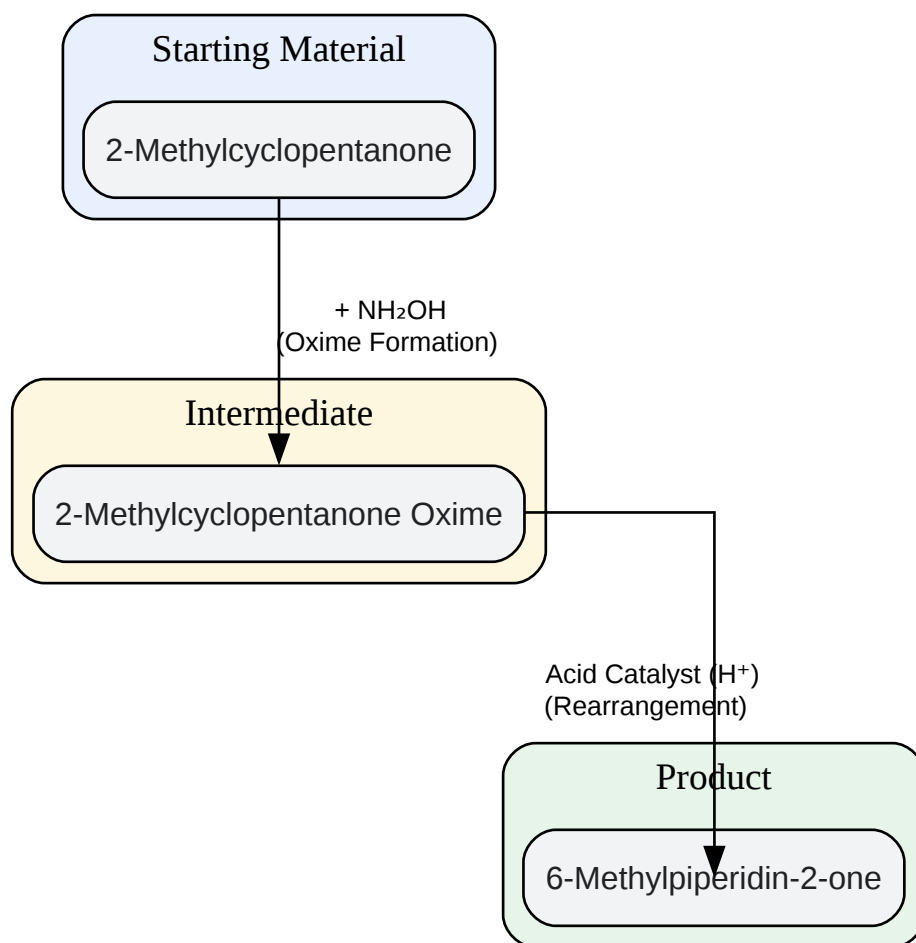 Starting Material
2-Methylcyclopentanone
+ NH₂OH
(Oxime Formation)
Intermediate
2-Methylcyclopentanone Oxime
Acid Catalyst (H⁺)
(Rearrangement)
Product
6-Methylpiperidin-2-one